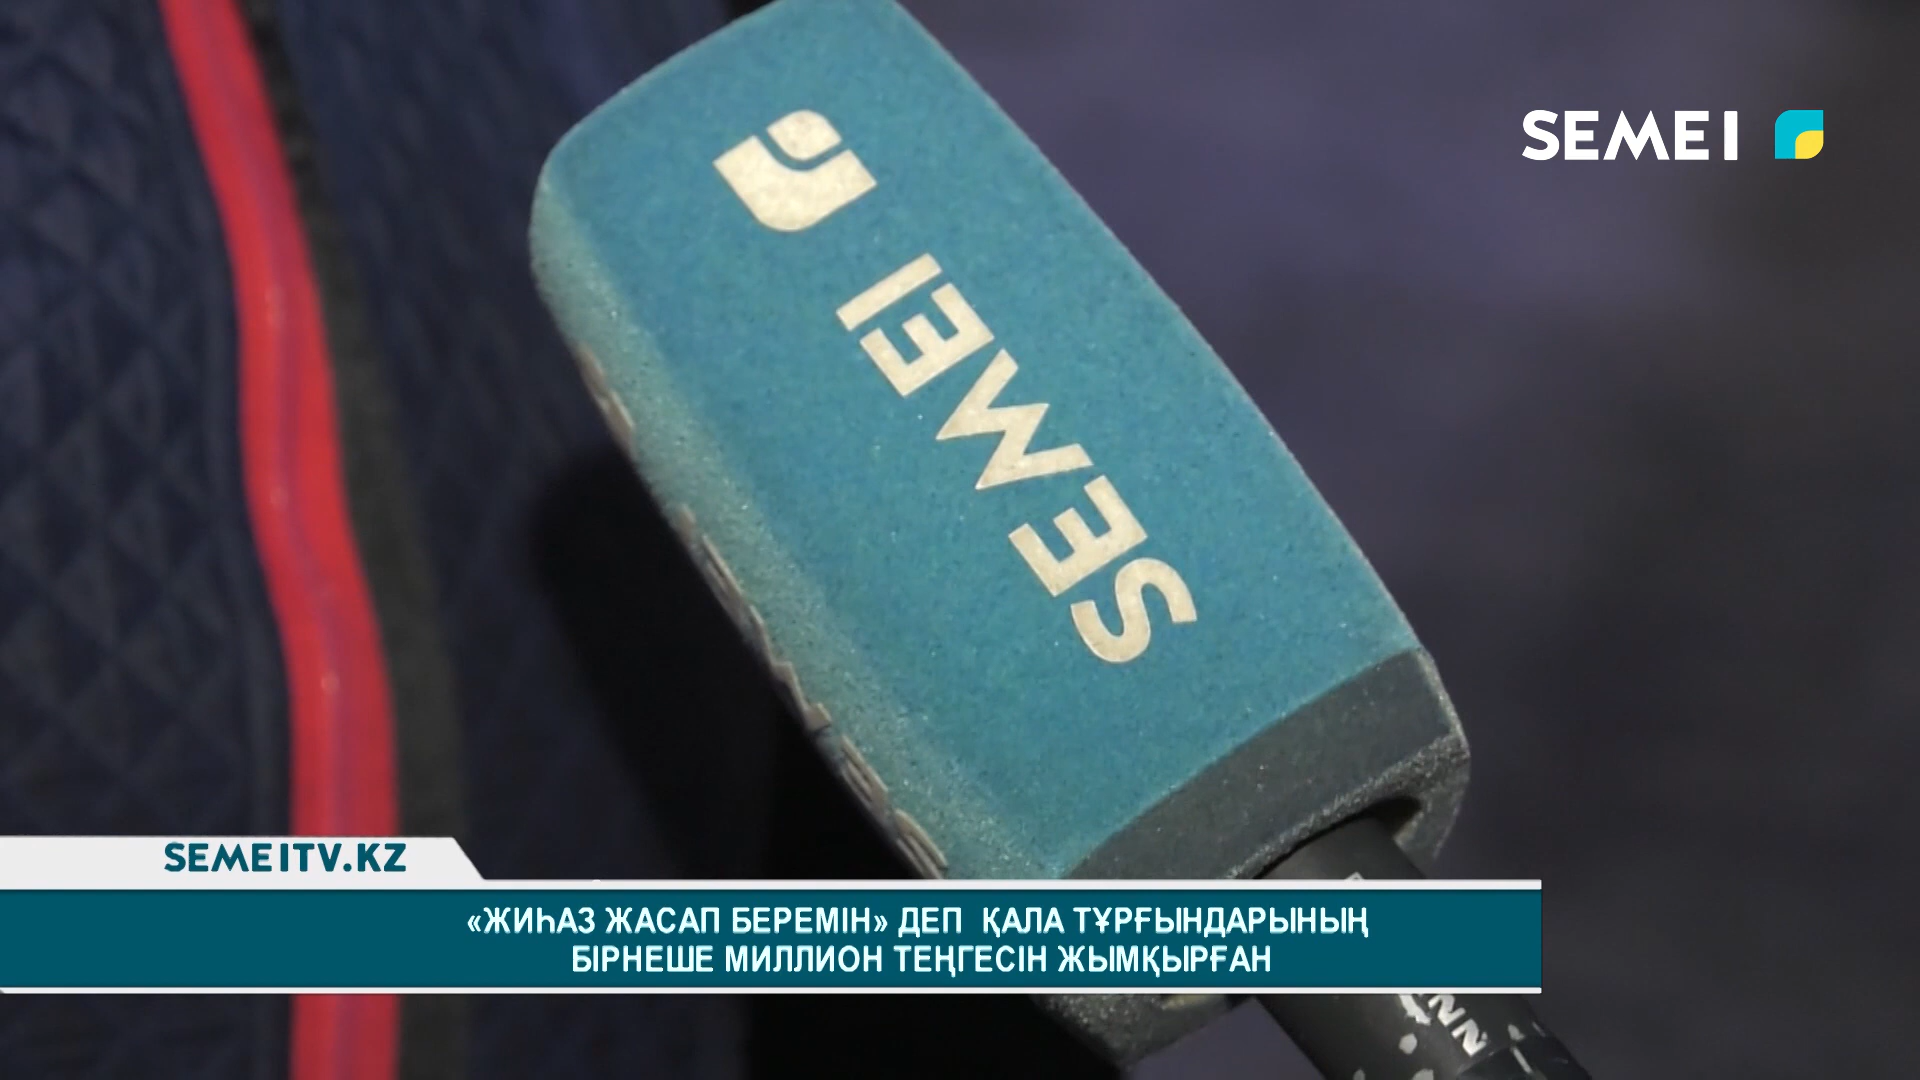 SEMEI
SEMEI
SEMEITV.KZ
«ЖИҺАЗ ЖАСАП БЕРЕМІН» ДЕП ҚАЛА ТҰРҒЫНДАРЫНЫҢ
БІРНЕШЕ МИЛЛИОН ТЕҢГЕСІН ЖЫМҚЫРҒАН